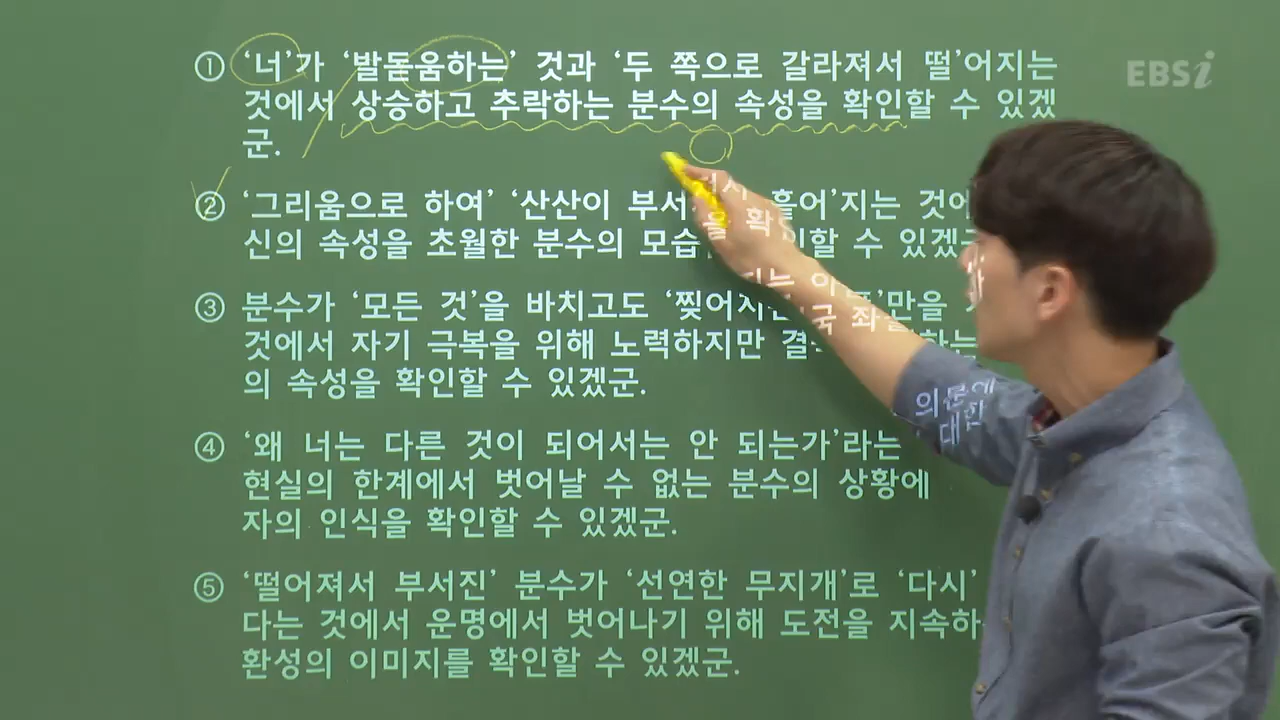 EBSi
① ‘너’가 ‘발돋움하는’ 것과 ‘두 쪽으로 갈라져서 떨’어지는
것에서 상승하고 추락하는 분수의 속성을 확인할 수 있겠
군.
② ‘그리움으로 하여’ ‘산산이 부서 흩어’지는 것에
신의 속성을 초월한 분수의 모습을 확인할 수 있겠군
③ 분수가 ‘모든 것’을 바치고도 ‘찢어지는 아픔’만을
것에서 자기 극복을 위해 노력하지만 결국 좌절하는
의 속성을 확인할 수 있겠군.
④ ‘왜 너는 다른 것이 되어서는 안 되는가’라는 의문에
현실의 한계에서 벗어날 수 없는 분수의 상황에 대한
자의 인식을 확인할 수 있겠군.
⑤ ‘떨어져서 부서진’ 분수가 ‘선연한 무지개’로 ‘다시’
다는 것에서 운명에서 벗어나기 위해 도전을 지속하
환성의 이미지를 확인할 수 있겠군.